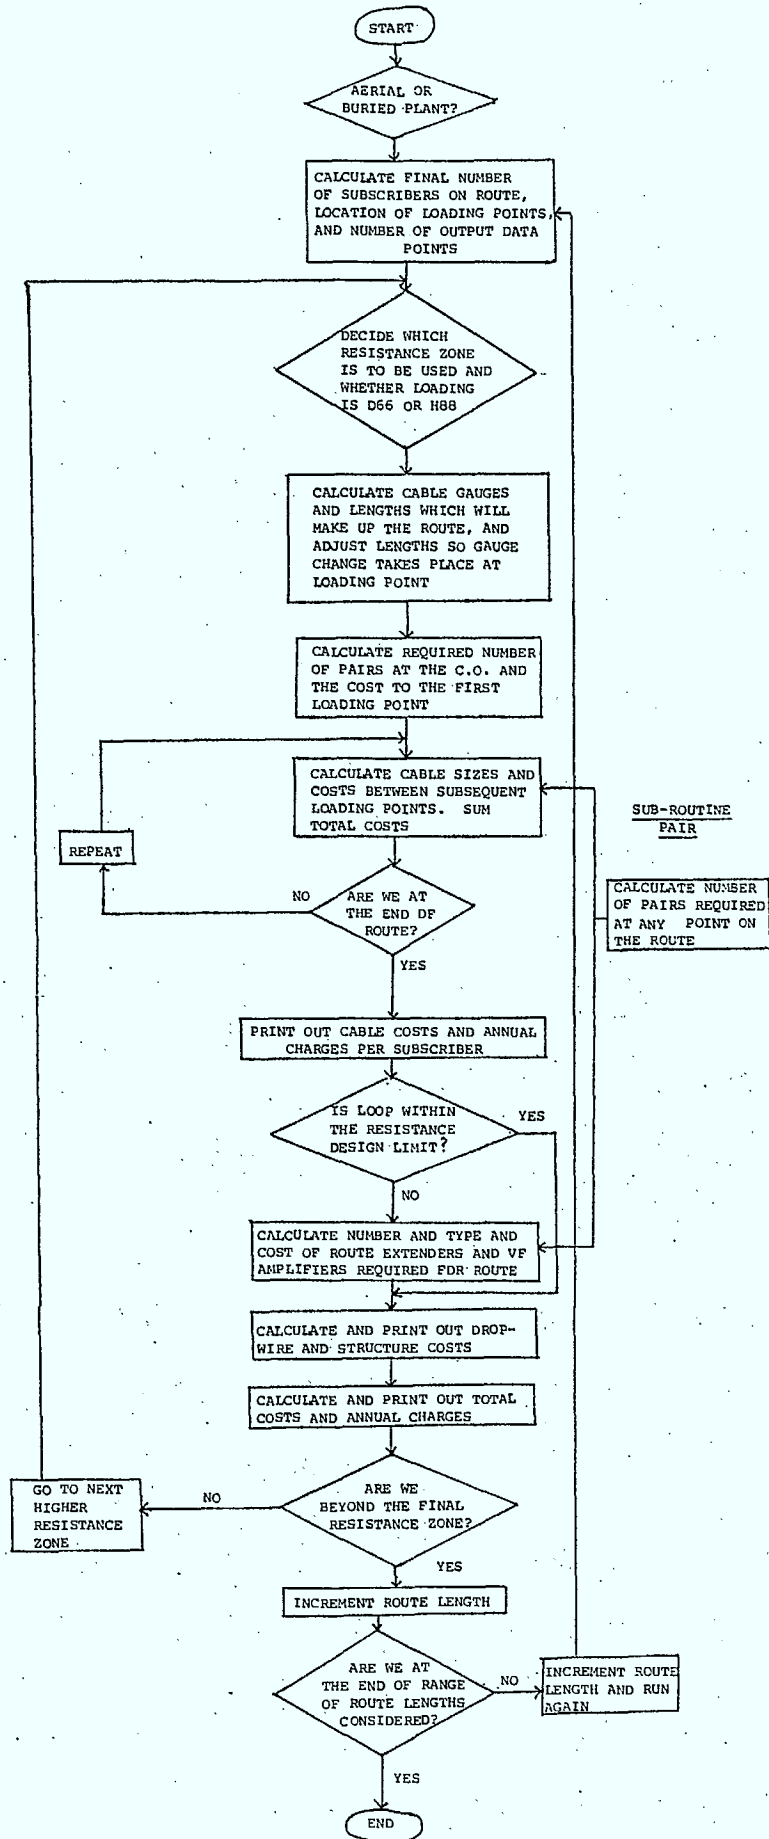 START
AERIAL OR
BURIED PLANT?
CALCULATE FINAL NUMBER
OF SUBSCRIBERS ON ROUTE,
LOCATION OF LOADING POINTS,
AND NUMBER OF OUTPUT DATA
POINTS
DECIDE WHICH
RESISTANCE ZONE
IS TO BE USED AND
WHETHER LOADING
IS D66 OR H88
CALCULATE CABLE GAUGES
AND LENGTHS WHICH WILL
MAKE UP THE ROUTE, AND
ADJUST LENGTHS SO GAUGE
CHANGE TAKES PLACE AT
LOADING POINT
CALCULATE REQUIRED NUMBER
OF PAIRS AT THE C.O. AND
THE COST TO THE FIRST
LOADING POINT
CALCULATE CABLE SIZES AND
COSTS BETWEEN SUBSEQUENT
LOADING POINTS. SUM
TOTAL COSTS
SUB-ROUTINE
PAIR
REPEAT
NO
ARE WE AT
THE END OF
ROUTE?
CALCULATE NUMBER
OF PAIRS REQUIRED
AT ANY POINT ON
THE ROUTE
YES
PRINT OUT CABLE COSTS AND ANNUAL
CHARGES PER SUBSCRIBER
IS LOOP WITHIN
THE RESISTANCE
DESIGN LIMIT?
YES
NO
CALCULATE NUMBER AND TYPE AND
COST OF ROUTE EXTENDERS AND VF
AMPLIFIERS REQUIRED FOR ROUTE
CALCULATE AND PRINT OUT DROP-
WIRE AND STRUCTURE COSTS
CALCULATE AND PRINT OUT TOTAL
COSTS AND ANNUAL CHARGES
GO TO NEXT
HIGHER
RESISTANCE
ZONE
NO
ARE WE
BEYOND THE FINAL
RESISTANCE ZONE?
YES
INCREMENT ROUTE LENGTH
ARE WE AT
THE END OF RANGE
OF ROUTE LENGTHS
CONSIDERED?
NO
INCREMENT ROUTE
LENGTH AND RUN
AGAIN
YES
END